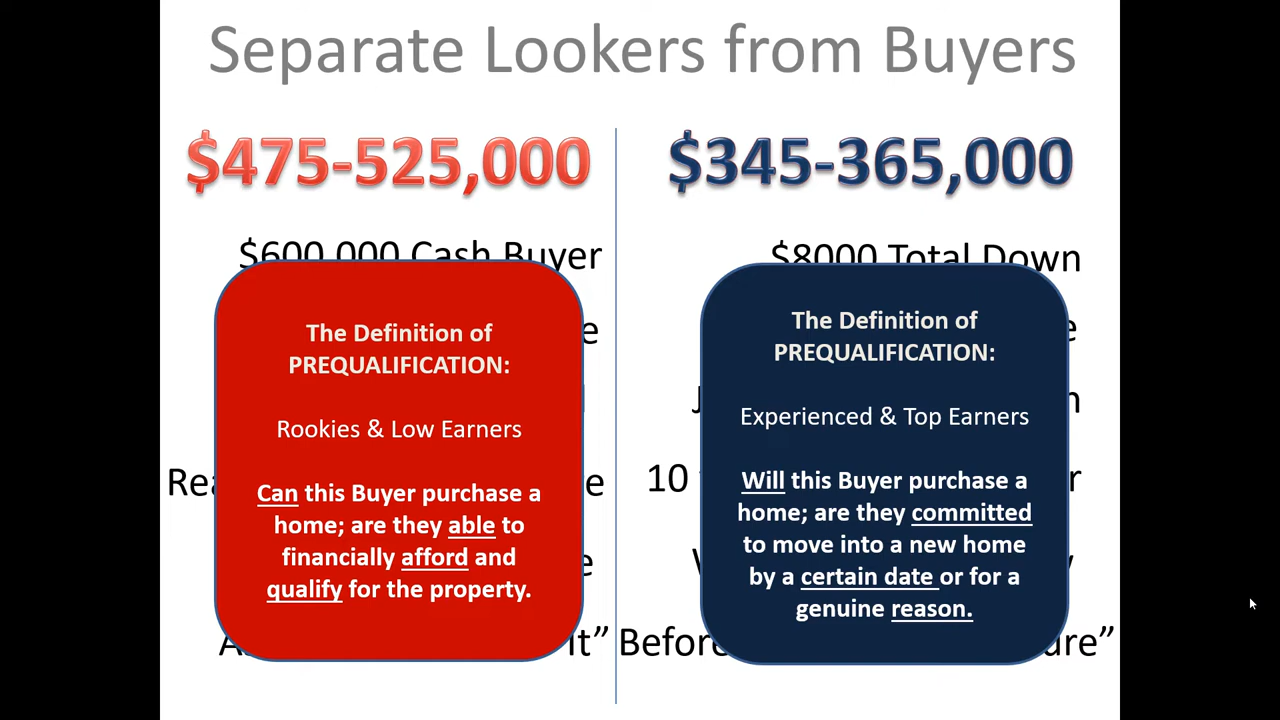 Separate Lookers from Buyers
$475-525,000
$345-365,000
$600,000 Cash Buyer
$8000 Total Down
The Definition of
PREQUALIFICATION:
Rookies & Low Earners
Can this Buyer purchase a
home; are they able to
financially afford and
qualify for the property.
The Definition of
PREQUALIFICATION:
Experienced & Top Earners
Will this Buyer purchase a
home; are they committed
to move into a new home
by a certain date or for a
genuine reason.
10
It”
Before